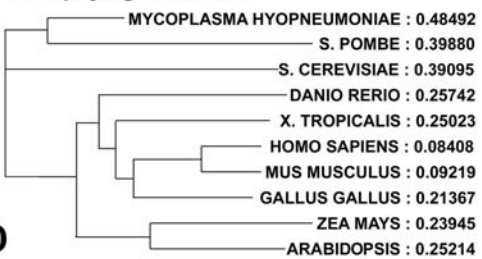 MYCOPLASMA HYOPNEUMONIAE : 0.48492
S. POMBE : 0.39880
S. CEREVISIAE : 0.39095
DANIO RERIO : 0.25742
X. TROPICALIS : 0.25023
HOMO SAPIENS : 0.08408
MUS MUSCULUS : 0.09219
GALLUS GALLUS : 0.21367
ZEA MAYS : 0.23945
ARABIDOPSIS : 0.25214